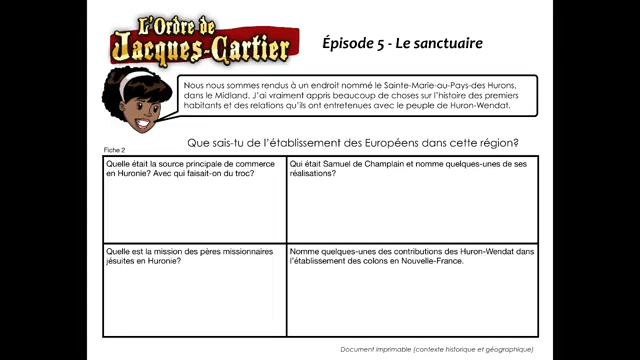 L'Ordre de
Jacques-Cartier
Épisode 5 - Le sanctuaire
Nous nous sommes rendus à un endroit nommé le Sainte-Marie-au-Pays-des Hurons,
dans le Midland. J'ai vraiment appris beaucoup de choses sur l'histoire des premiers
habitants et des relations qu'ils ont entretenues avec le peuple de Huron-Wendat.
Que sais-tu de l'établissement des Européens dans cette région?
Fiche 2
Quelle était la source principale de commerce
en Huronie? Avec qui faisait-on du troc?
Qui était Samuel de Champlain et nomme quelques-unes de ses
réalisations?
Quelle est la mission des pères missionnaires
jésuites en Huronie?
Nomme quelques-unes des contributions des Huron-Wendat dans
l'établissement des colons en Nouvelle-France.
Document imprimable (contexte historique et géographique)